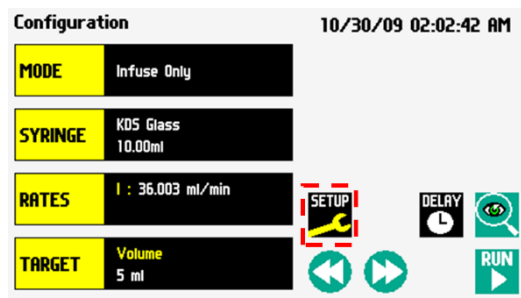 Configuration
10/30/09 02:02:42 AM
MODE
Infuse Only
SYRINGE
KDS Glass
10.00ml
RATES
I : 36.003 ml/min
SETUP
DELAY
TARGET
Volume
5 ml
RUN